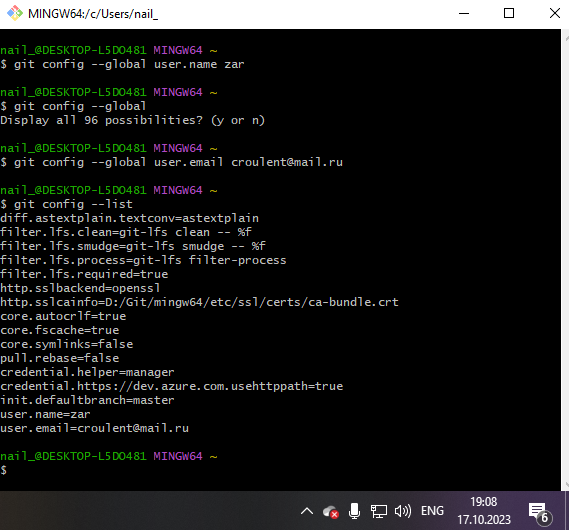 MINGW64:/c/Users/nail_
nail_@DESKTOP-L5DO481 MINGW64 ~
$ git config --global user.name zar
nail_@DESKTOP-L5DO481 MINGW64 ~
$ git config --global
Display all 96 possibilities? (y or n)
nail_@DESKTOP-L5DO481 MINGW64 ~
$ git config --global user.email croulent@mail.ru
nail_@DESKTOP-L5DO481 MINGW64 ~
$ git config --list
diff.astextplain.textconv=astextplain
filter.lfs.clean=git-lfs clean -- %f
filter.lfs.smudge=git-lfs smudge -- %f
filter.lfs.process=git-lfs filter-process
filter.lfs.required=true
http.sslbackend=openssl
http.sslcainfo=D:/Git/mingw64/etc/ssl/certs/ca-bundle.crt
core.autocrlf=true
core.fscache=true
core.symlinks=false
pull.rebase=false
credential.helper=manager
credential.https://dev.azure.com.usehttppath=true
init.defaultbranch=master
user.name=zar
user.email=croulent@mail.ru
nail_@DESKTOP-L5DO481 MINGW64 ~
$
ENG
19:08
17.10.2023
6